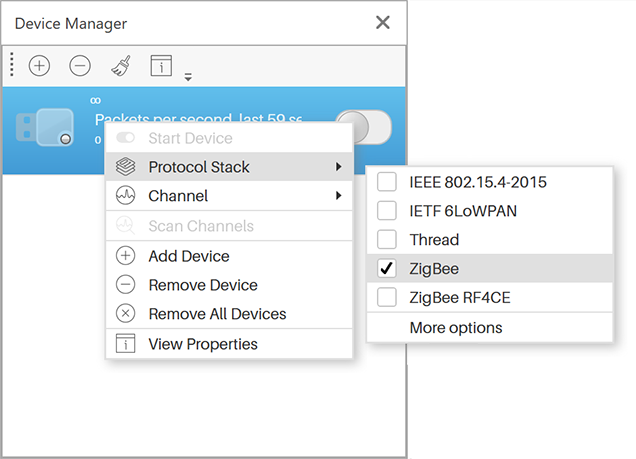 Device Manager
∞
Packets per second, last 59 se
0
Start Device
Protocol Stack
Channel
Scan Channels
Add Device
Remove Device
Remove All Devices
View Properties
IEEE 802.15.4-2015
IETF 6LoWPAN
Thread
ZigBee
ZigBee RF4CE
More options